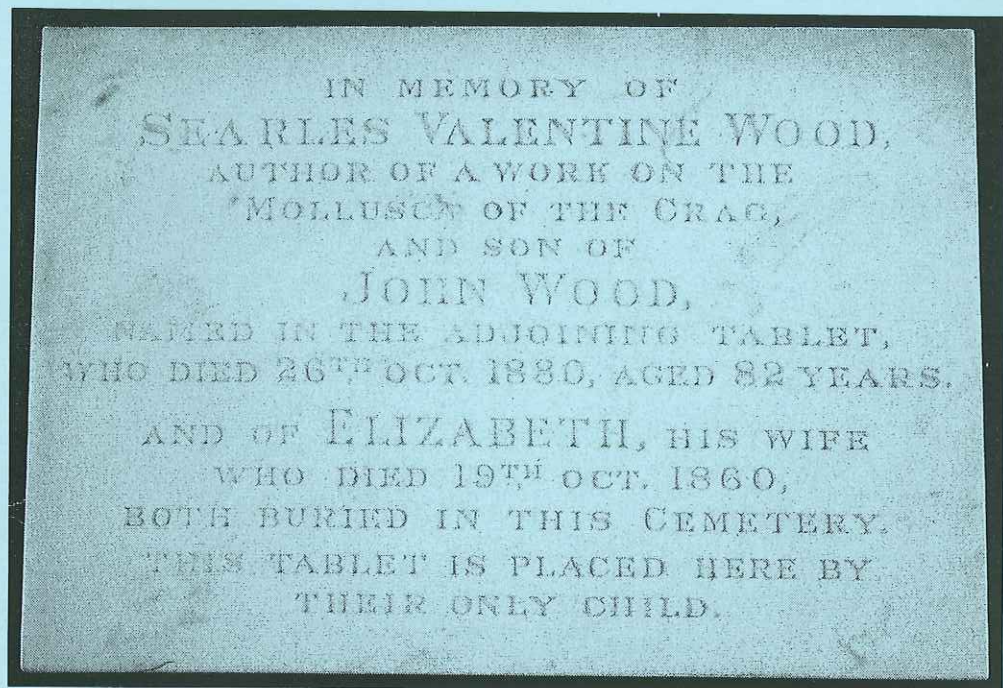 IN MEMORY OF
SEARLES VALENTINE WOOD,
AUTHOR OF A WORK ON THE
"MOLLUSCA OF THE CRAG,
AND SON OF
JOHN WOOD,
NAMED IN THE ADJOINING TABLET,
WHO DIED 26TH OCT. 1880, AGED 82 YEARS.
AND OF ELIZABETH, HIS WIFE
WHO DIED 19TH OCT. 1860,
BOTH BURIED IN THIS CEMETERY.
THIS TABLET IS PLACED HERE BY
THEIR ONLY CHILD.